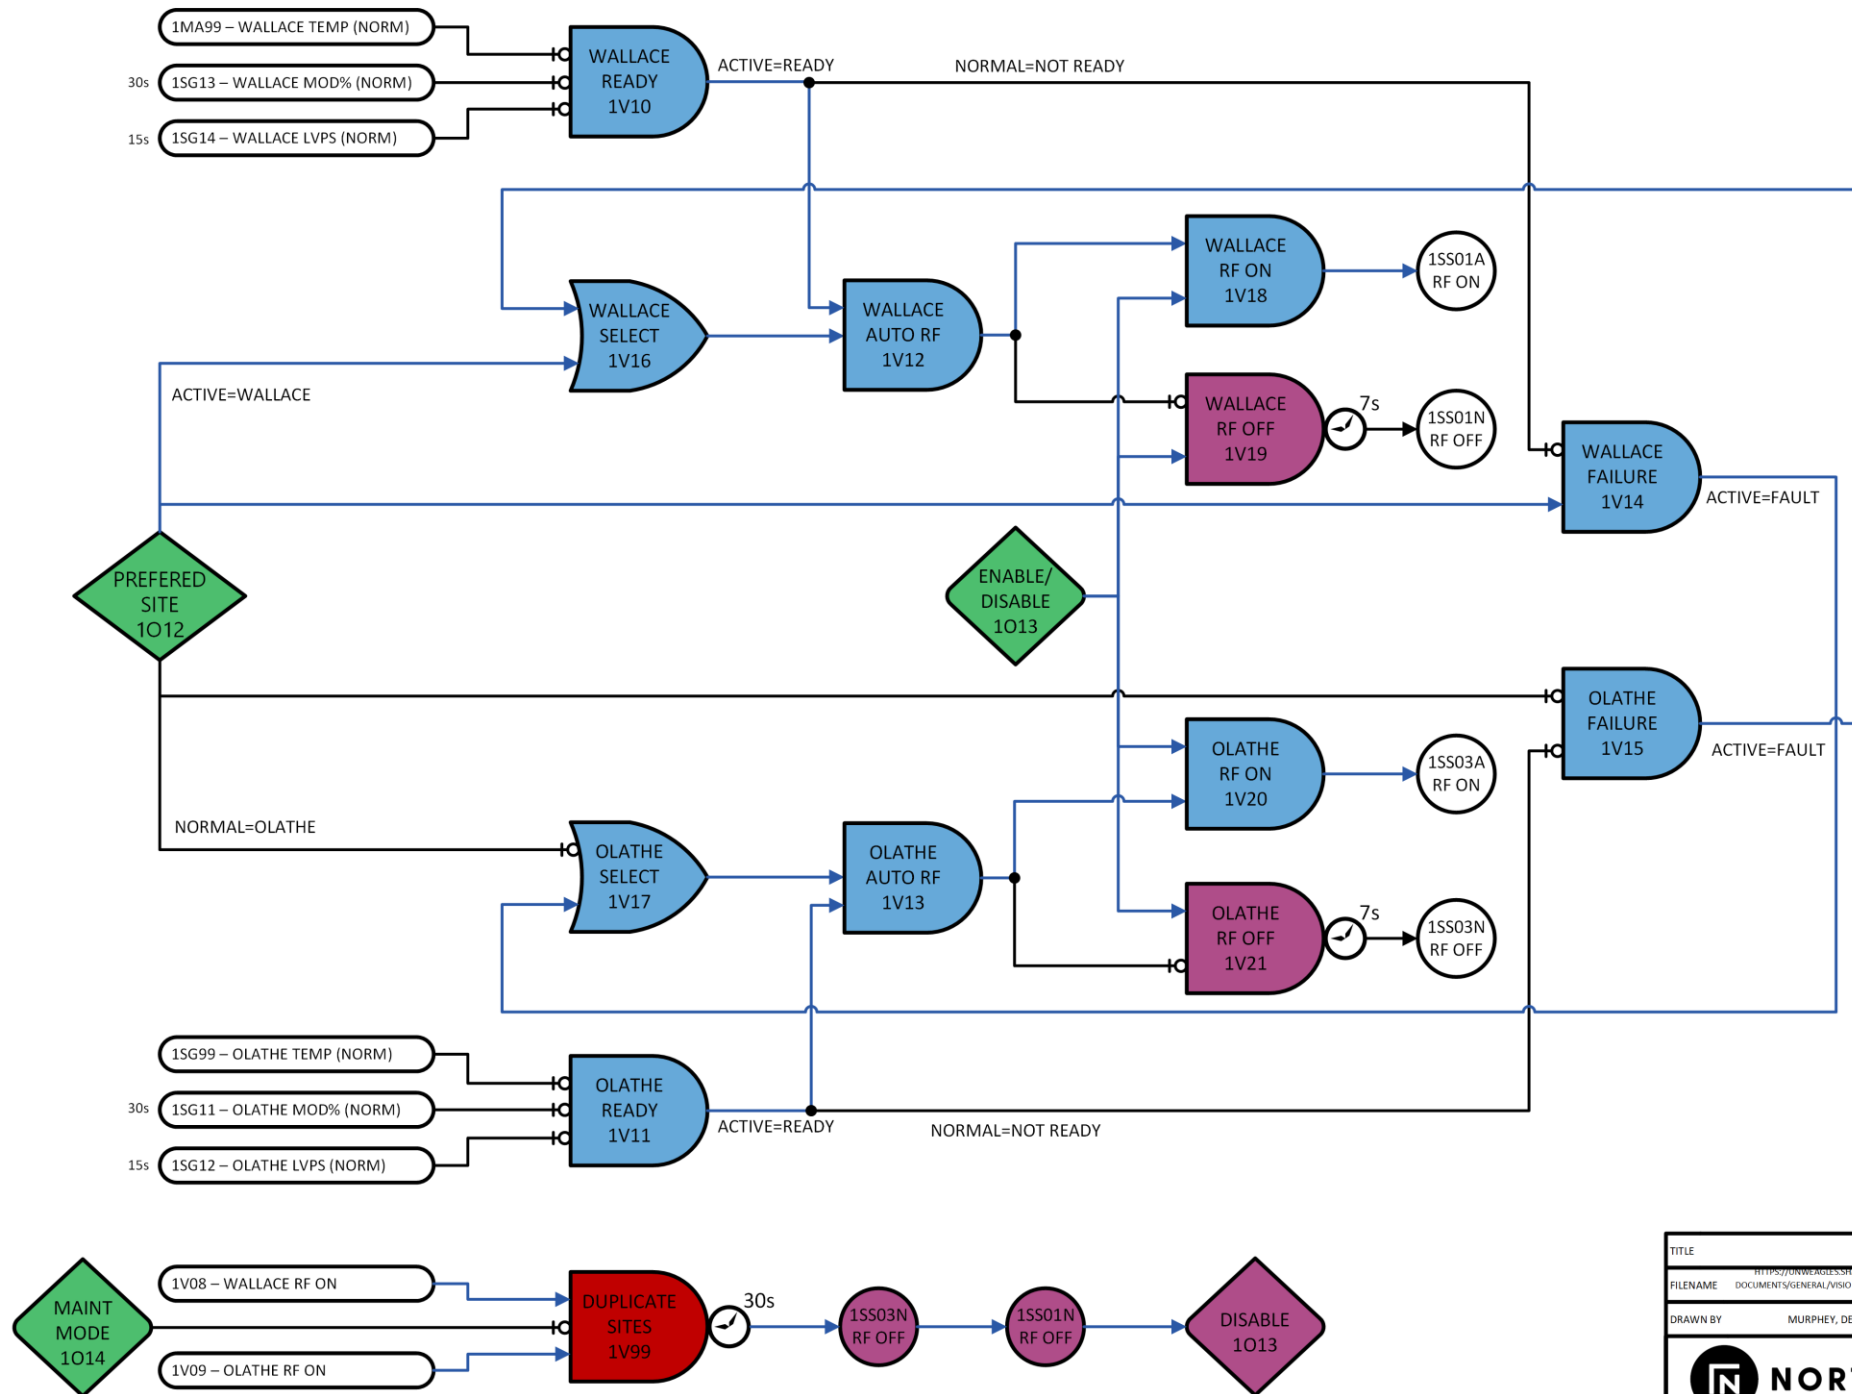 1MA99 – WALLACE TEMP (NORM)
30s
1SG13 – WALLACE MOD% (NORM)
15s
1SG14 – WALLACE LVPS (NORM)
WALLACE
READY
1V10
ACTIVE=READY
NORMAL=NOT READY
WALLACE
SELECT
1V16
ACTIVE=WALLACE
WALLACE
AUTO RF
1V12
WALLACE
RF ON
1V18
1SS01A
RF ON
WALLACE
RF OFF
1V19
7s
1SS01N
RF OFF
WALLACE
FAILURE
1V14
ACTIVE=FAULT
PREFERED
SITE
1O12
ENABLE/
DISABLE
1O13
OLATHE
FAILURE
1V15
ACTIVE=FAULT
OLATHE
RF ON
1V20
1SS03A
RF ON
NORMAL=OLATHE
OLATHE
SELECT
1V17
OLATHE
AUTO RF
1V13
OLATHE
RF OFF
1V21
7s
1SS03N
RF OFF
1SG99 – OLATHE TEMP (NORM)
30s
1SG11 – OLATHE MOD% (NORM)
15s
1SG12 – OLATHE LVPS (NORM)
OLATHE
READY
1V11
ACTIVE=READY
NORMAL=NOT READY
MAINT
MODE
1O14
1V08 – WALLACE RF ON
1V09 – OLATHE RF ON
DUPLICATE
SITES
1V99
30s
1SS03N
RF OFF
1SS01N
RF OFF
DISABLE
1O13
TITLE
FILENAME
HTTPS://UNWEAGLES.SH
DOCUMENTS/GENERAL/VISIO
DRAWN BY
MURPHEY, DE
N
NORT